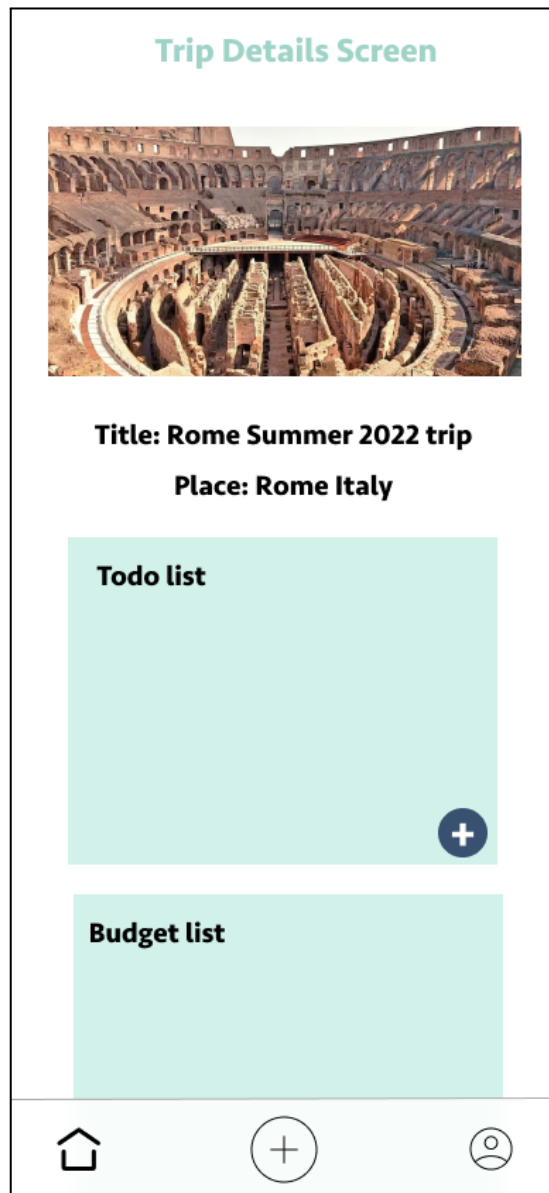 Trip Details Screen
Title: Rome Summer 2022 trip
Place: Rome Italy
Todo list
Budget list